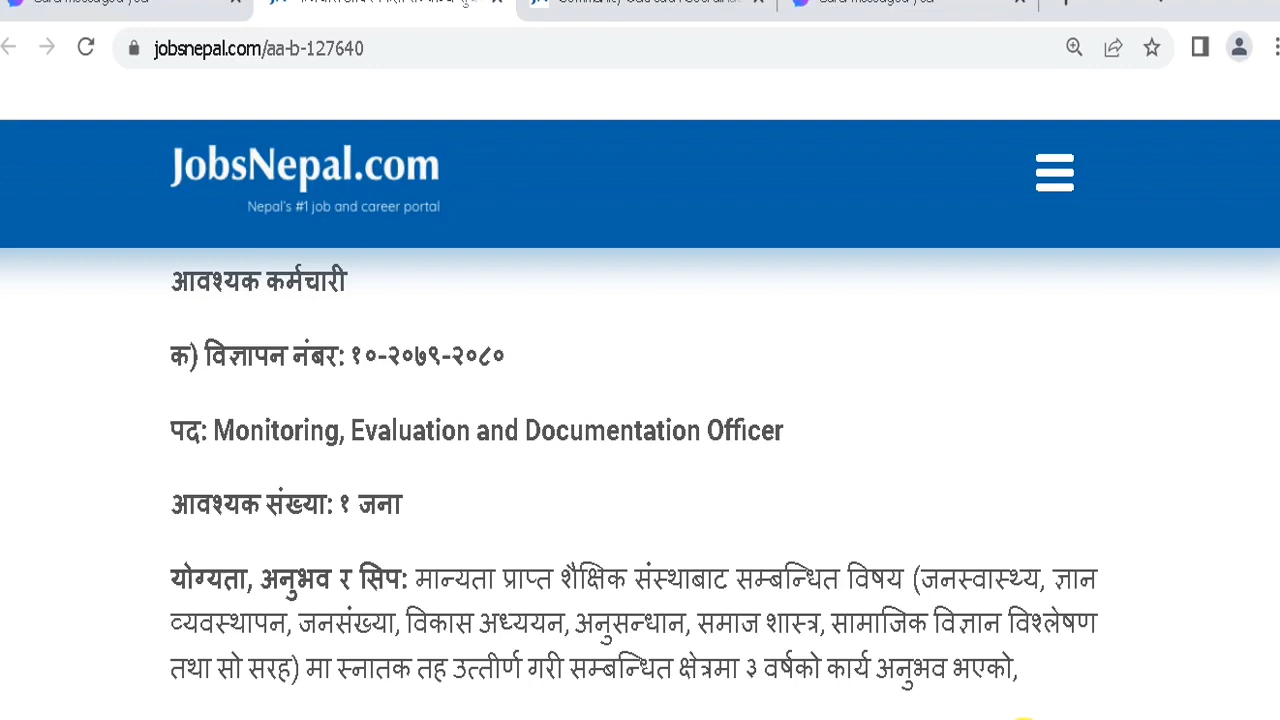 jobsnepal.com/aa-b-127640
JobsNepal.com
Nepal's #1 job and career portal
आवश्यक कर्मचारी
क) विज्ञापन नंबर: १०-२०७९-२०८०
पद: Monitoring, Evaluation and Documentation Officer
आवश्यक संख्या: १ जना
योग्यता, अनुभव र सिप: मान्यता प्राप्त शैक्षिक संस्थाबाट सम्बन्धित विषय (जनस्वास्थ्य, ज्ञान
व्यवस्थापन, जनसंख्या, विकास अध्ययन, अनुसन्धान, समाज शास्त्र, सामाजिक विज्ञान विश्लेषण
तथा सो सरह) मा स्नातक तह उत्तीर्ण गरी सम्बन्धित क्षेत्रमा ३ वर्षको कार्य अनुभव भएको,